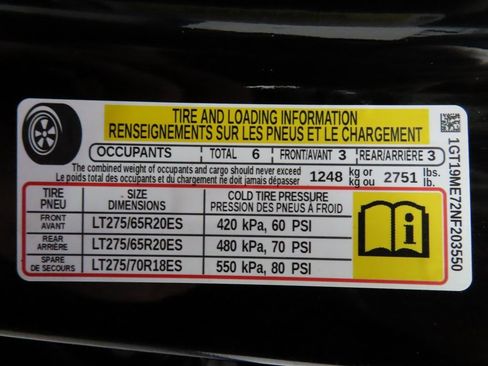 TIRE AND LOADING INFORMATION
RENSEIGNEMENTS SUR LES PNEUS ET LE CHARGEMENT
OCCUPANTS TOTAL 6 FRONT/AVANT 3 REAR/ARRIÈRE 3
The combined weight of occupants and cargo should never exceed
Le poids total des occupants et du chargement ne doit jamais dépasser
1248 kg or kg ou 2751 lbs. lb.
TIRE PNEU SIZE DIMENSIONS COLD TIRE PRESSURE PRESSION DES PNEUS À FROID
FRONT AVANT LT275/65R20ES 420 kPa, 60 PSI
REAR ARRIÈRE LT275/65R20ES 480 kPa, 70 PSI
SPARE DE SECOURS LT275/70R18ES 550 kPa, 80 PSI
i
1GT19ME72NF203550